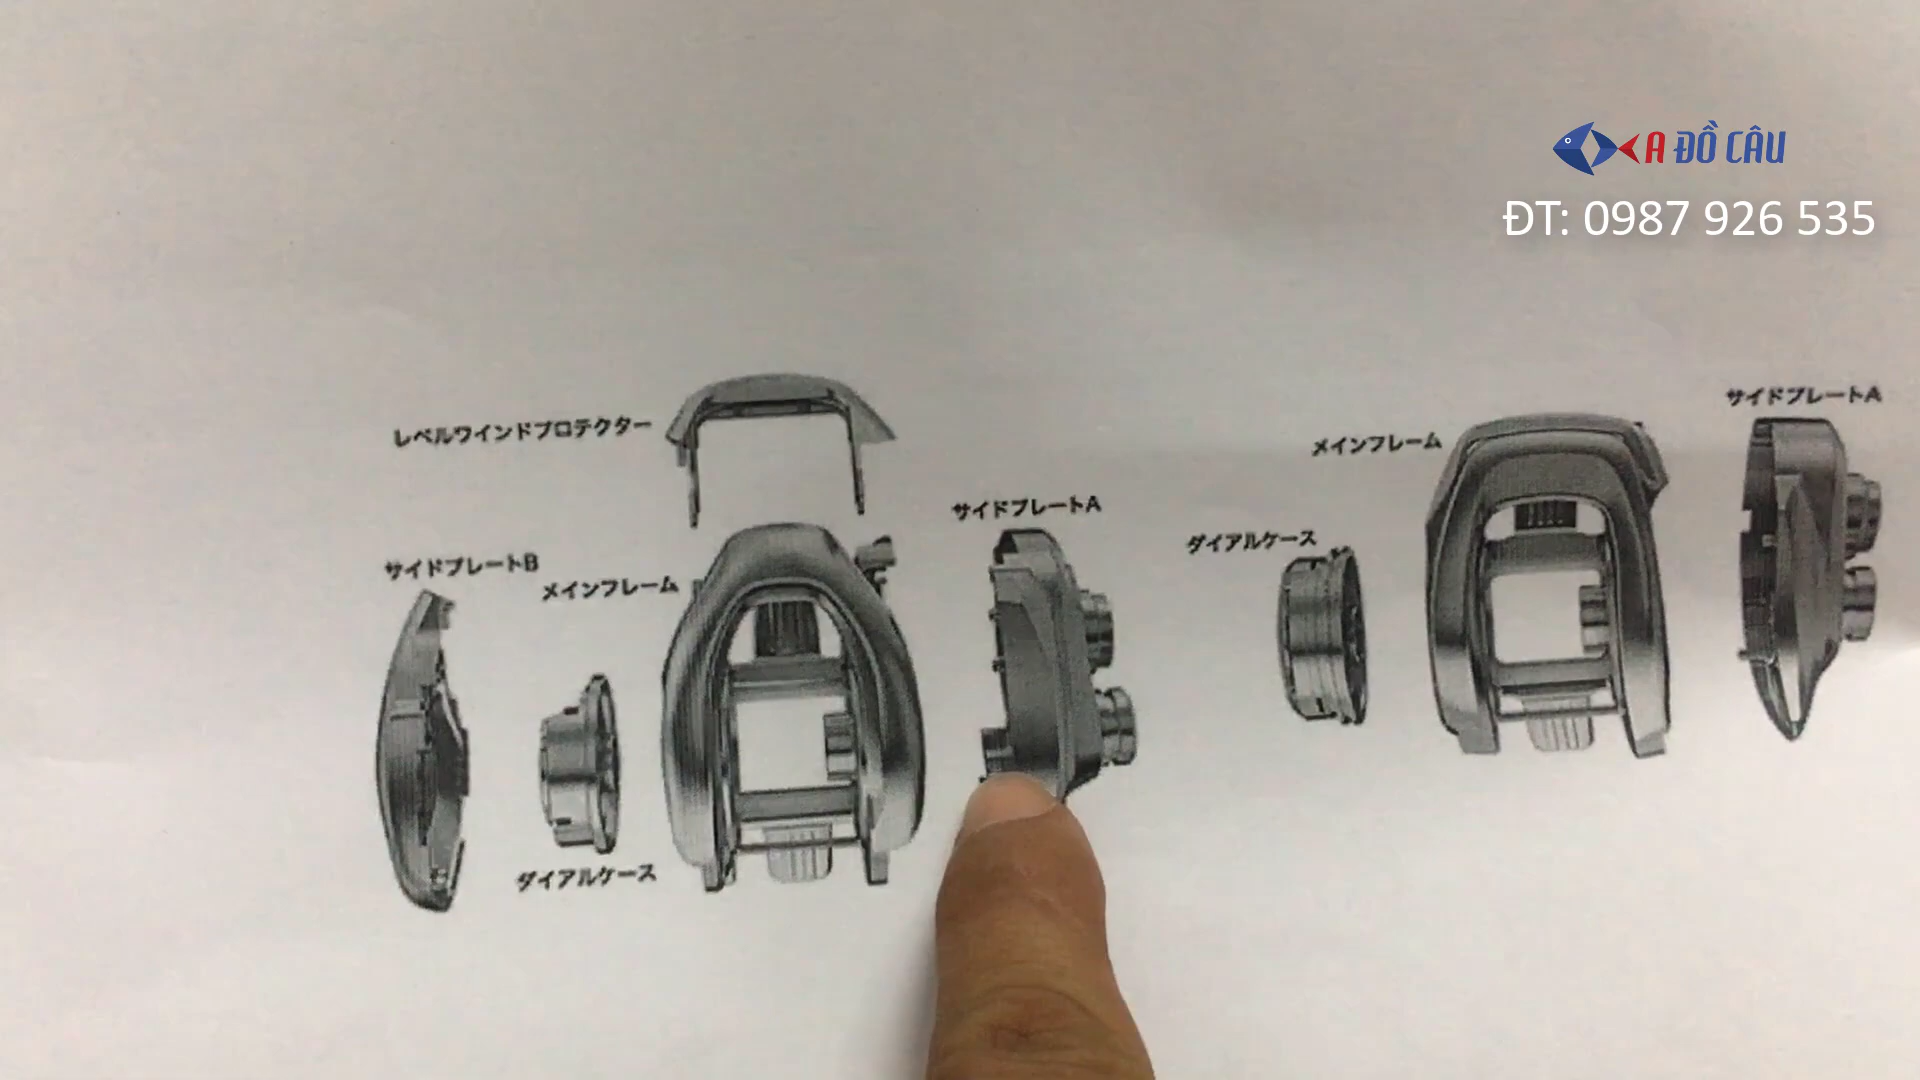 A ĐỒ CÂU
ĐT: 0987 926 535
レベルワインドプロテクター
サイドプレートB
メインフレーム
ダイアルケース
サイドプレートA
メインフレーム
ダイアルケース
サイドプレートA